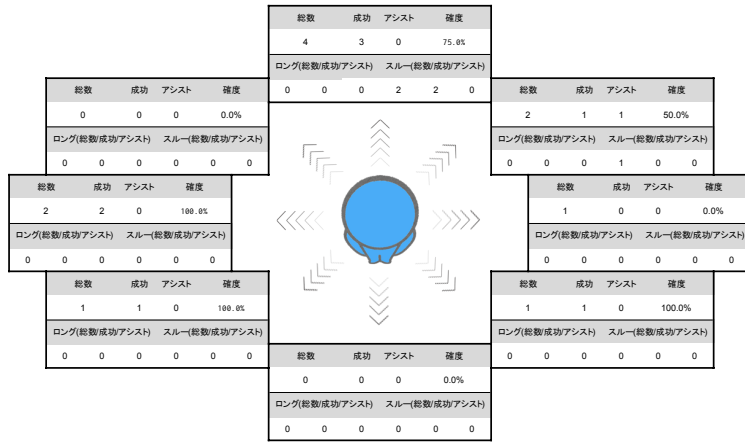 総数 成功 アシスト 確度
4 3 0 75.0%
ロング(総数/成功/アシスト) スルー(総数/成功/アシスト)
0 0 0 2 2 0
総数 成功 アシスト 確度
0 0 0 0.0%
ロング(総数/成功/アシスト) スルー(総数/成功/アシスト)
0 0 0 0 0 0
総数 成功 アシスト 確度
2 1 1 50.0%
ロング(総数/成功/アシスト) スルー(総数/成功/アシスト)
0 0 0 1 0 0
総数 成功 アシスト 確度
2 2 0 100.0%
ロング(総数/成功/アシスト) スルー(総数/成功/アシスト)
0 0 0 0 0 0
総数 成功 アシスト 確度
1 0 0 0.0%
ロング(総数/成功/アシスト) スルー(総数/成功/アシスト)
0 0 0 0 0 0
総数 成功 アシスト 確度
1 1 0 100.0%
ロング(総数/成功/アシスト) スルー(総数/成功/アシスト)
0 0 0 0 0 0
総数 成功 アシスト 確度
1 1 0 100.0%
ロング(総数/成功/アシスト) スルー(総数/成功/アシスト)
0 0 0 0 0 0
総数 成功 アシスト 確度
0 0 0 0.0%
ロング(総数/成功/アシスト) スルー(総数/成功/アシスト)
0 0 0 0 0 0